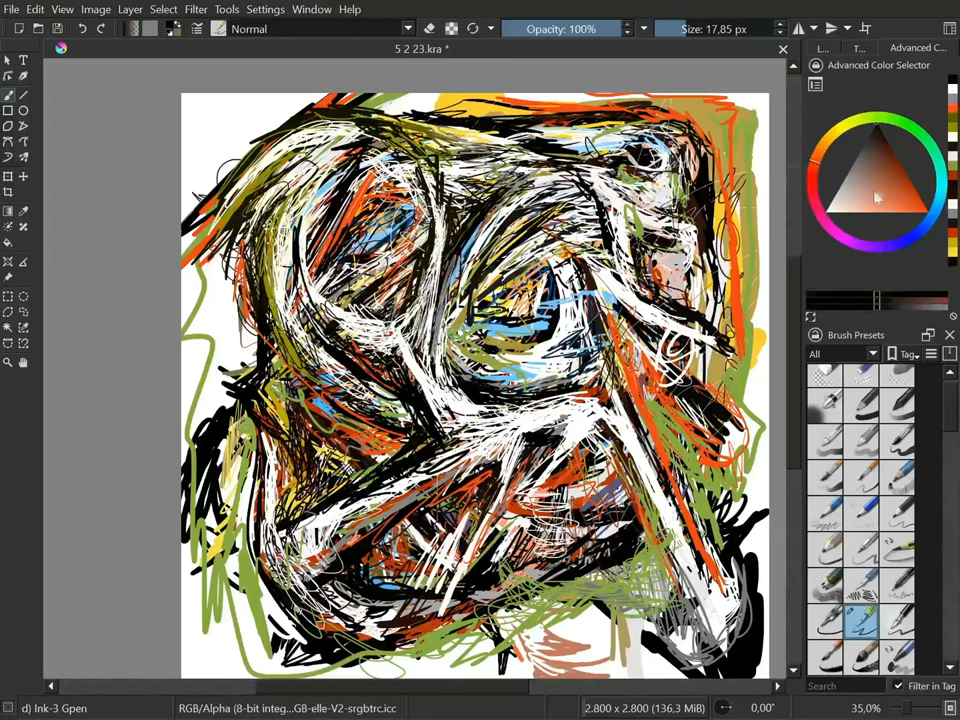 File Edit View Image Layer Select Filter Tools Settings Window Help
Normal
Opacity: 100%
Size: 17,85 px
5 2 23.kra *
L... T... Advanced C...
Advanced Color Selector
Brush Presets
All
Tag
Search
Filter in Tag
d) Ink-3 Gpen
RGB/Alpha (8-bit integ...GB-elle-V2-srgbtrc.icc
2.800 x 2.800 (136,3 MiB)
0,00°
35,0%